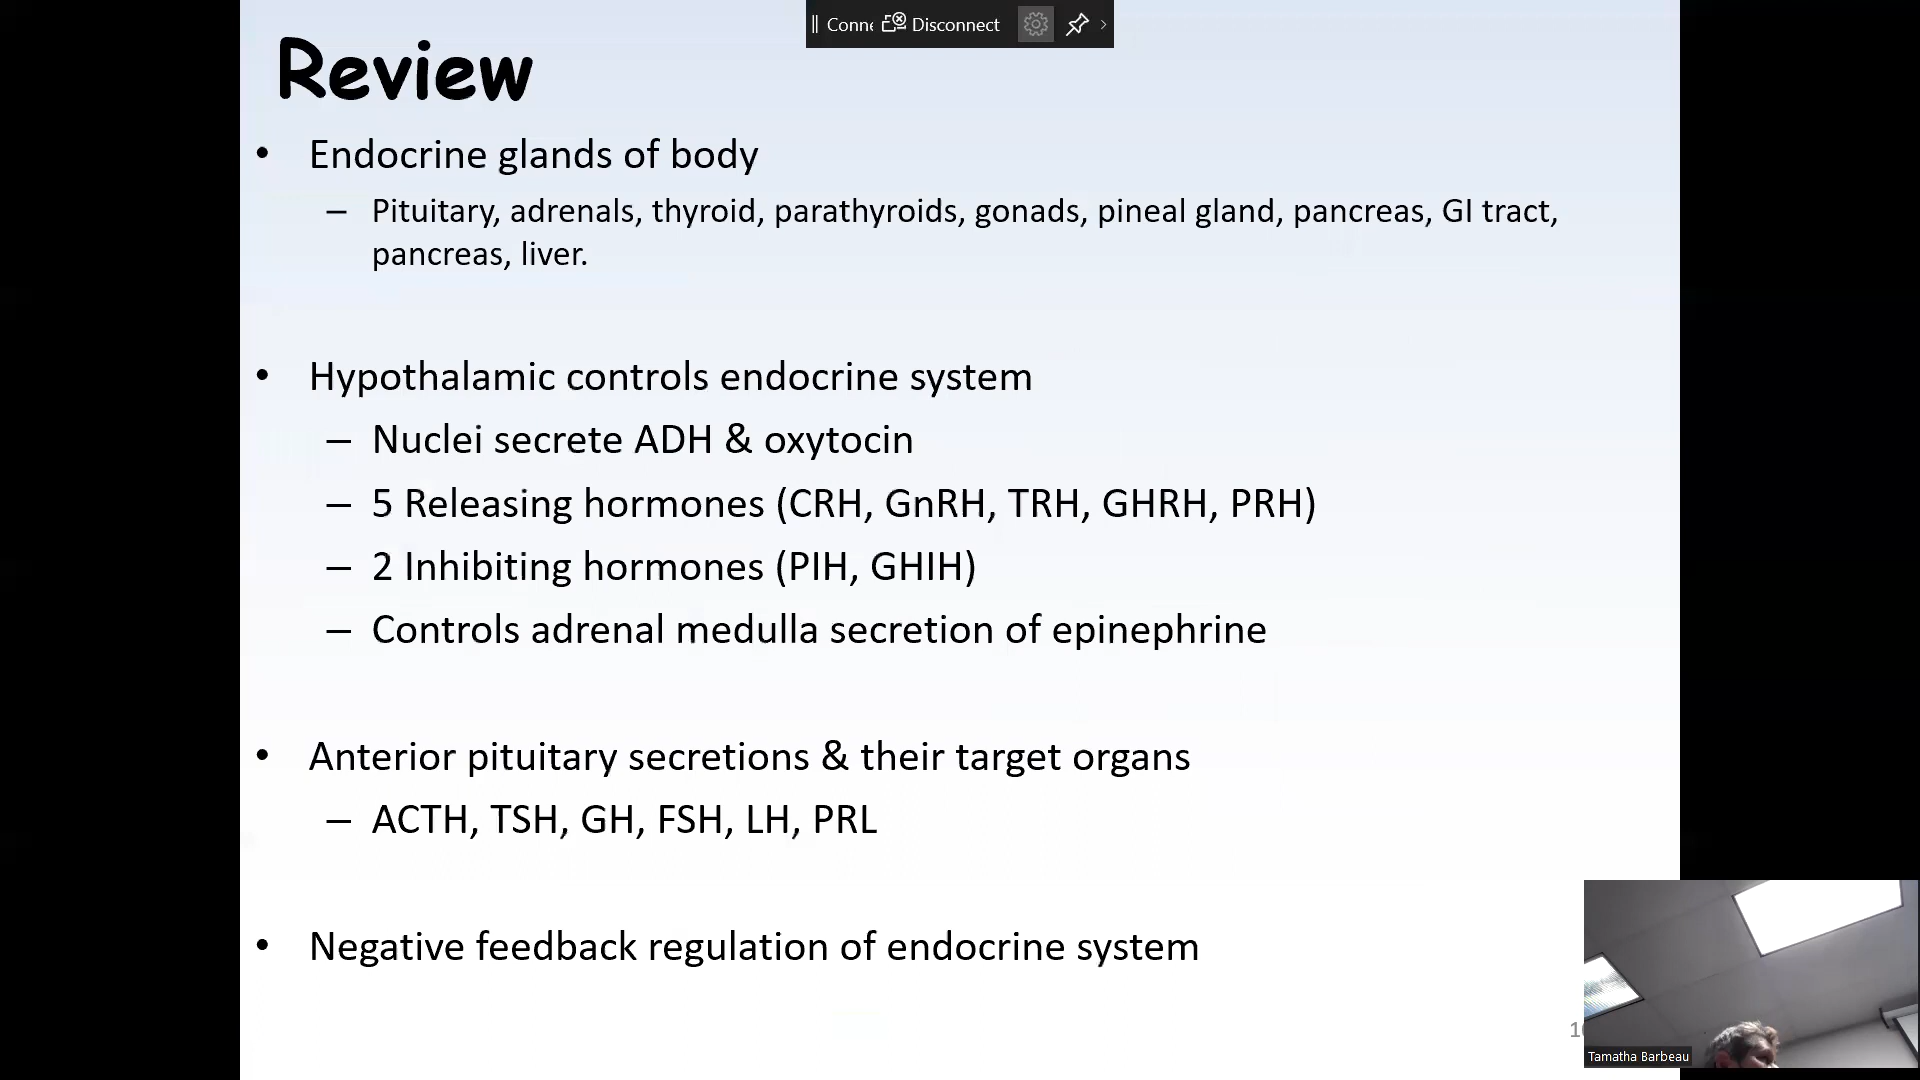 Conne Disconnect
Review
• Endocrine glands of body
– Pituitary, adrenals, thyroid, parathyroids, gonads, pineal gland, pancreas, GI tract,
pancreas, liver.
• Hypothalamic controls endocrine system
– Nuclei secrete ADH & oxytocin
– 5 Releasing hormones (CRH, GnRH, TRH, GHRH, PRH)
– 2 Inhibiting hormones (PIH, GHIH)
– Controls adrenal medulla secretion of epinephrine
• Anterior pituitary secretions & their target organs
– ACTH, TSH, GH, FSH, LH, PRL
• Negative feedback regulation of endocrine system
Tamatha Barbeau